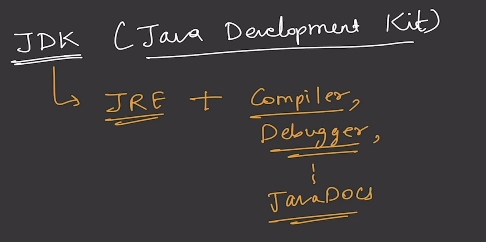 JDK (Java Development Kit)
JRE + Compiler,
Debugger,
JavaDOCs